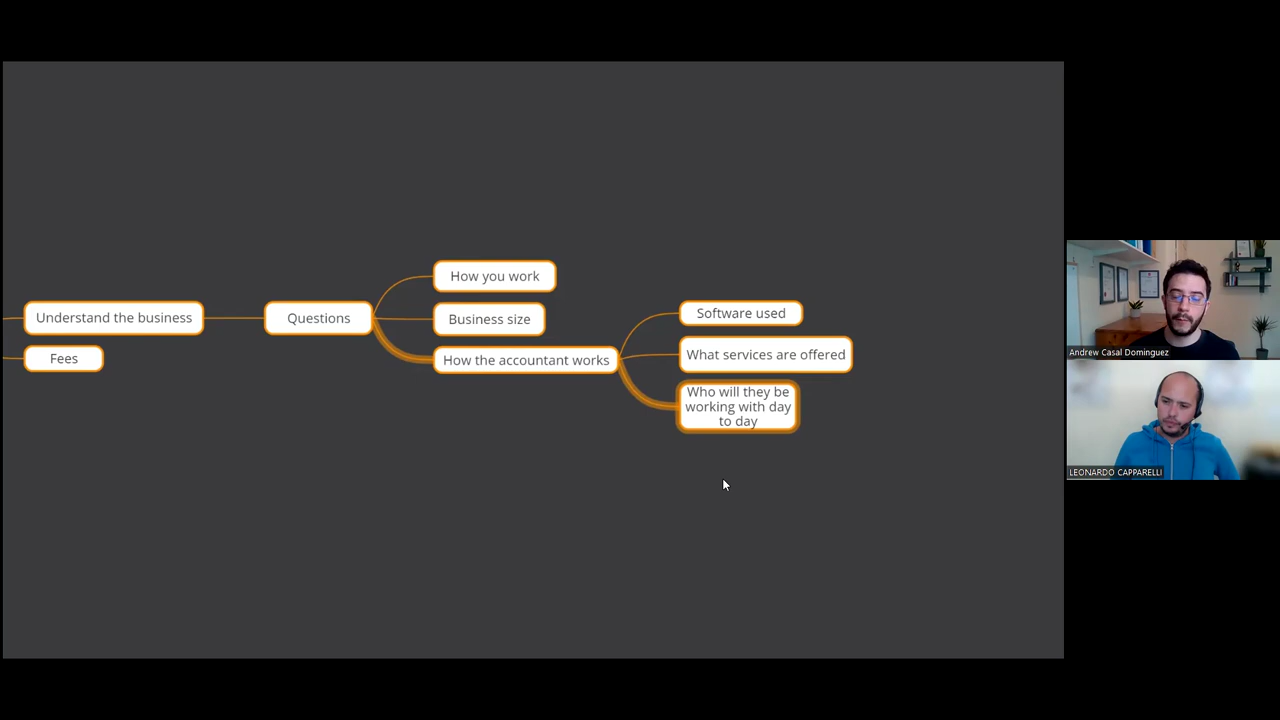 Understand the business
Fees
Questions
How you work
Business size
How the accountant works
Software used
What services are offered
Who will they be
working with day
to day
Andrew Casal Dominguez
LEONARDO CAPPARELLI